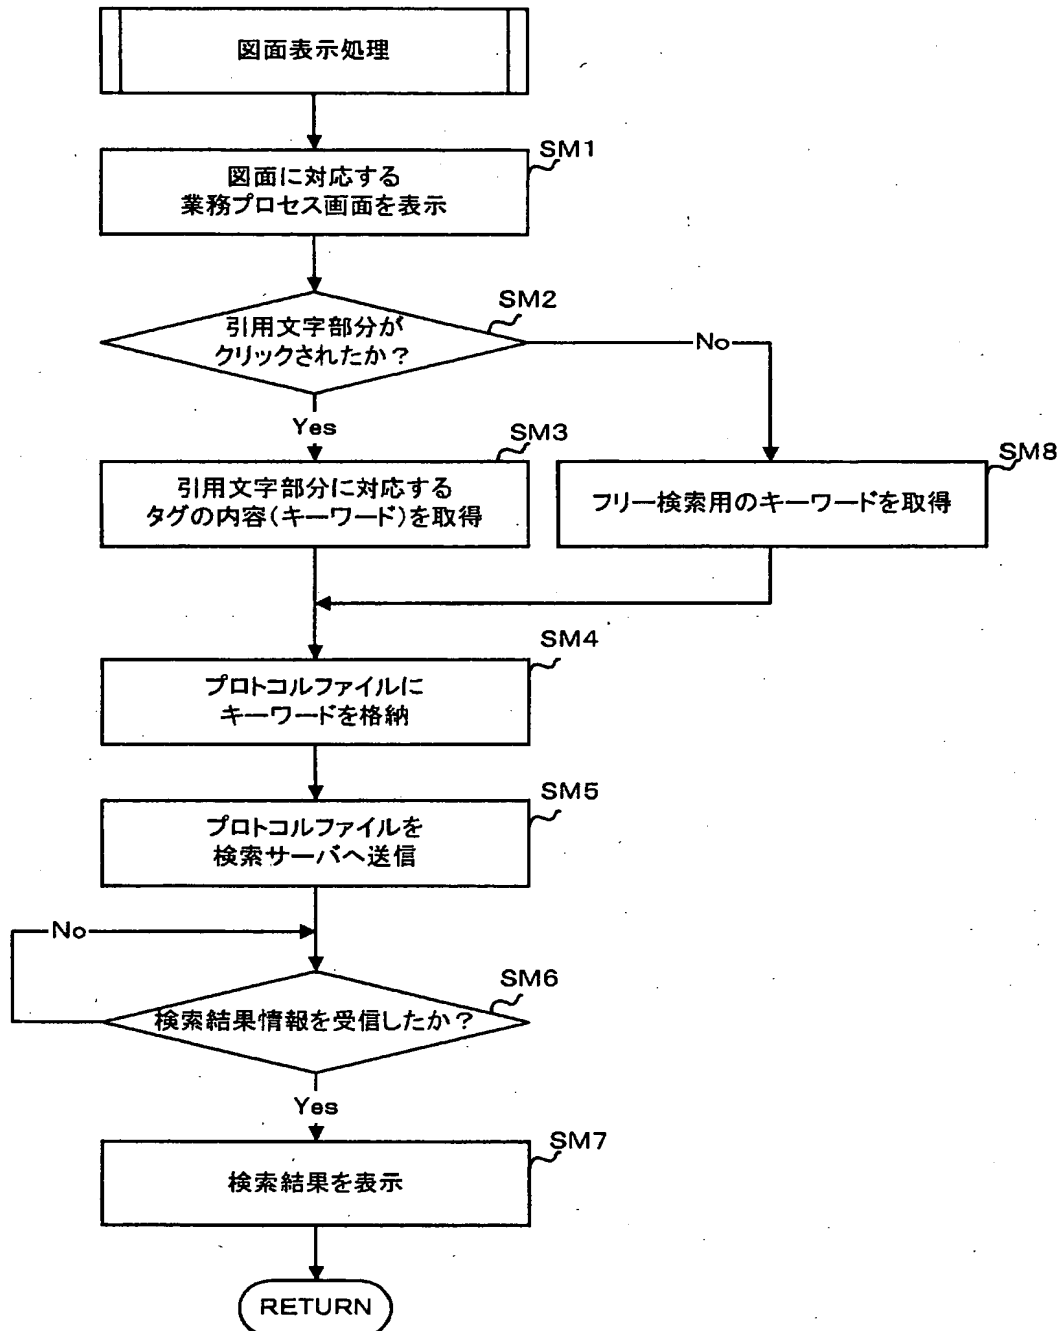 図面表示処理
SM1
図面に対応する
業務プロセス画面を表示
SM2
引用文字部分が
クリックされたか？
No
Yes
SM3
引用文字部分に対応する
タグの内容(キーワード)を取得
SM8
フリー検索用のキーワードを取得
SM4
プロトコルファイルに
キーワードを格納
SM5
プロトコルファイルを
検索サーバへ送信
No
SM6
検索結果情報を受信したか？
Yes
SM7
検索結果を表示
RETURN